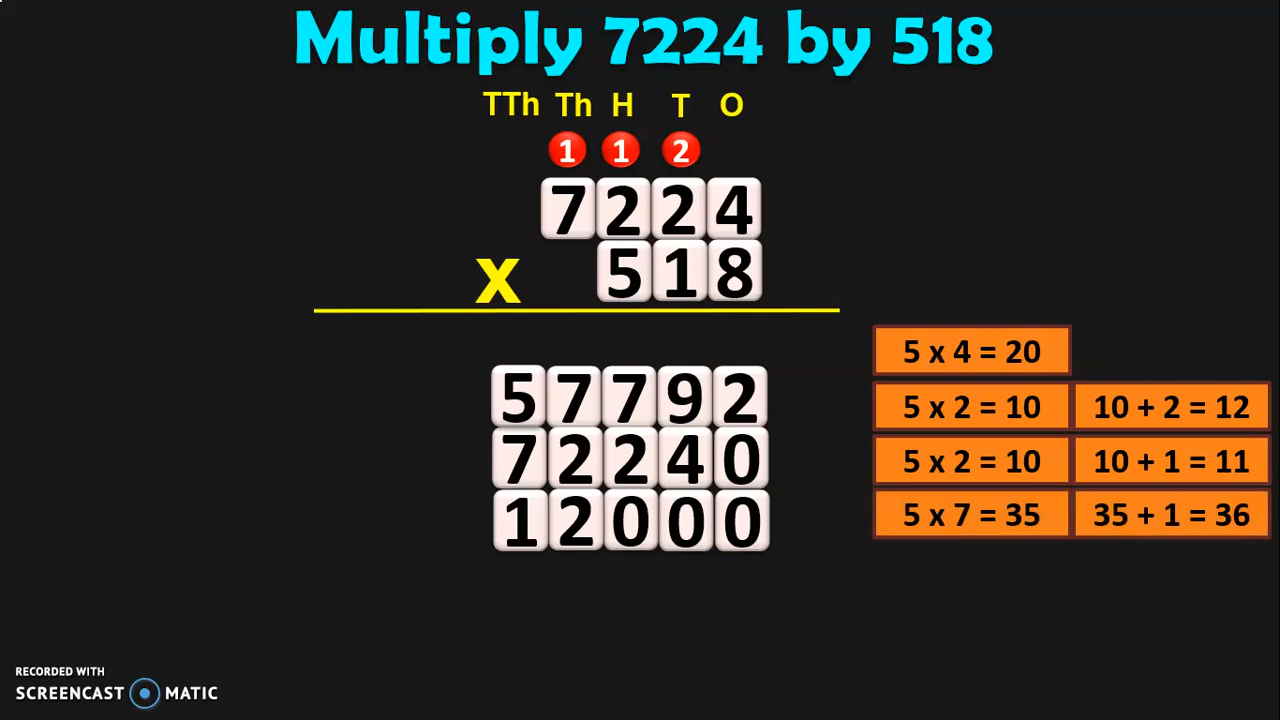 Multiply 7224 by 518
TTh Th H T O
1 1 2
7224
x 518
57792
72240
12000
5 x 4 = 20
5 x 2 = 10 10 + 2 = 12
5 x 2 = 10 10 + 1 = 11
5 x 7 = 35 35 + 1 = 36
RECORDED WITH
SCREENCAST MATIC